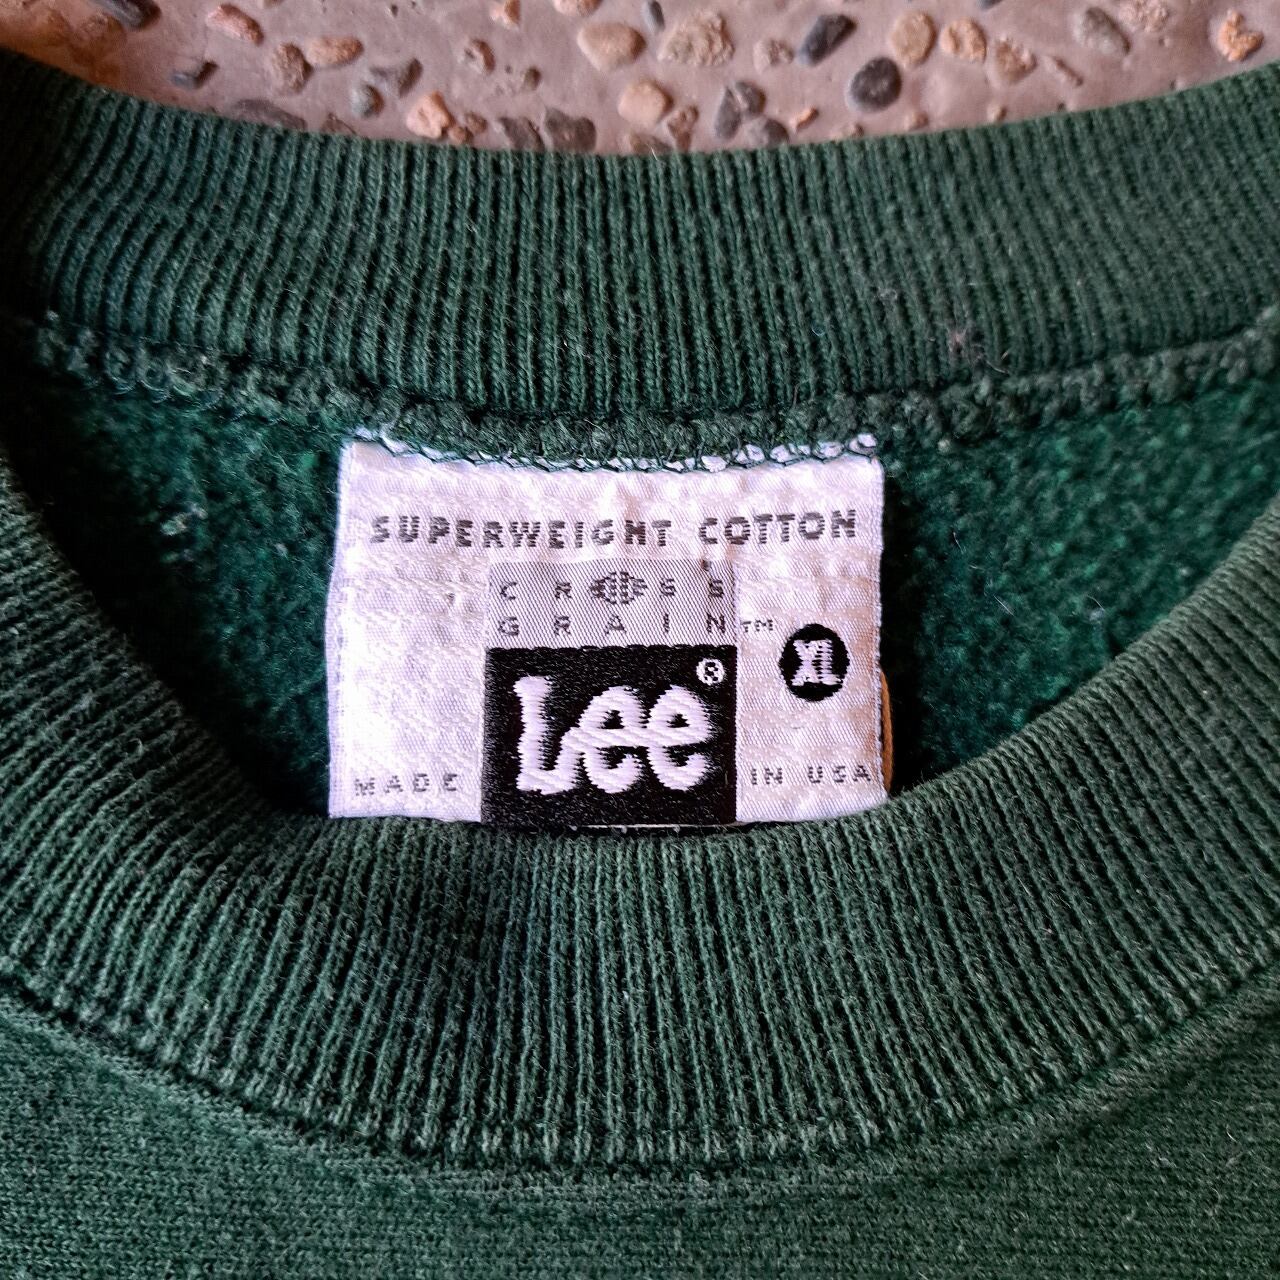 SUPERWEIGHT COTTON
CROSS
GRAIN™
XL
Lee®
MADE IN USA